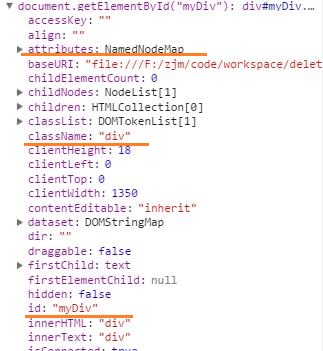 document.getElementById("myDiv"): div#myDiv.…
accessKey: ""
align: ""
attributes: NamedNodeMap
baseURI: "file:///F:/zjm/code/workspace/delet
childElementCount: 0
childNodes: NodeList[1]
children: HTMLCollection[0]
classList: DOMTokenList[1]
className: "div"
clientHeight: 18
clientLeft: 0
clientTop: 0
clientWidth: 1350
contentEditable: "inherit"
dataset: DOMStringMap
dir: ""
draggable: false
firstChild: text
firstElementChild: null
hidden: false
id: "myDiv"
innerHTML: "div"
innerText: "div"
isConnected: true